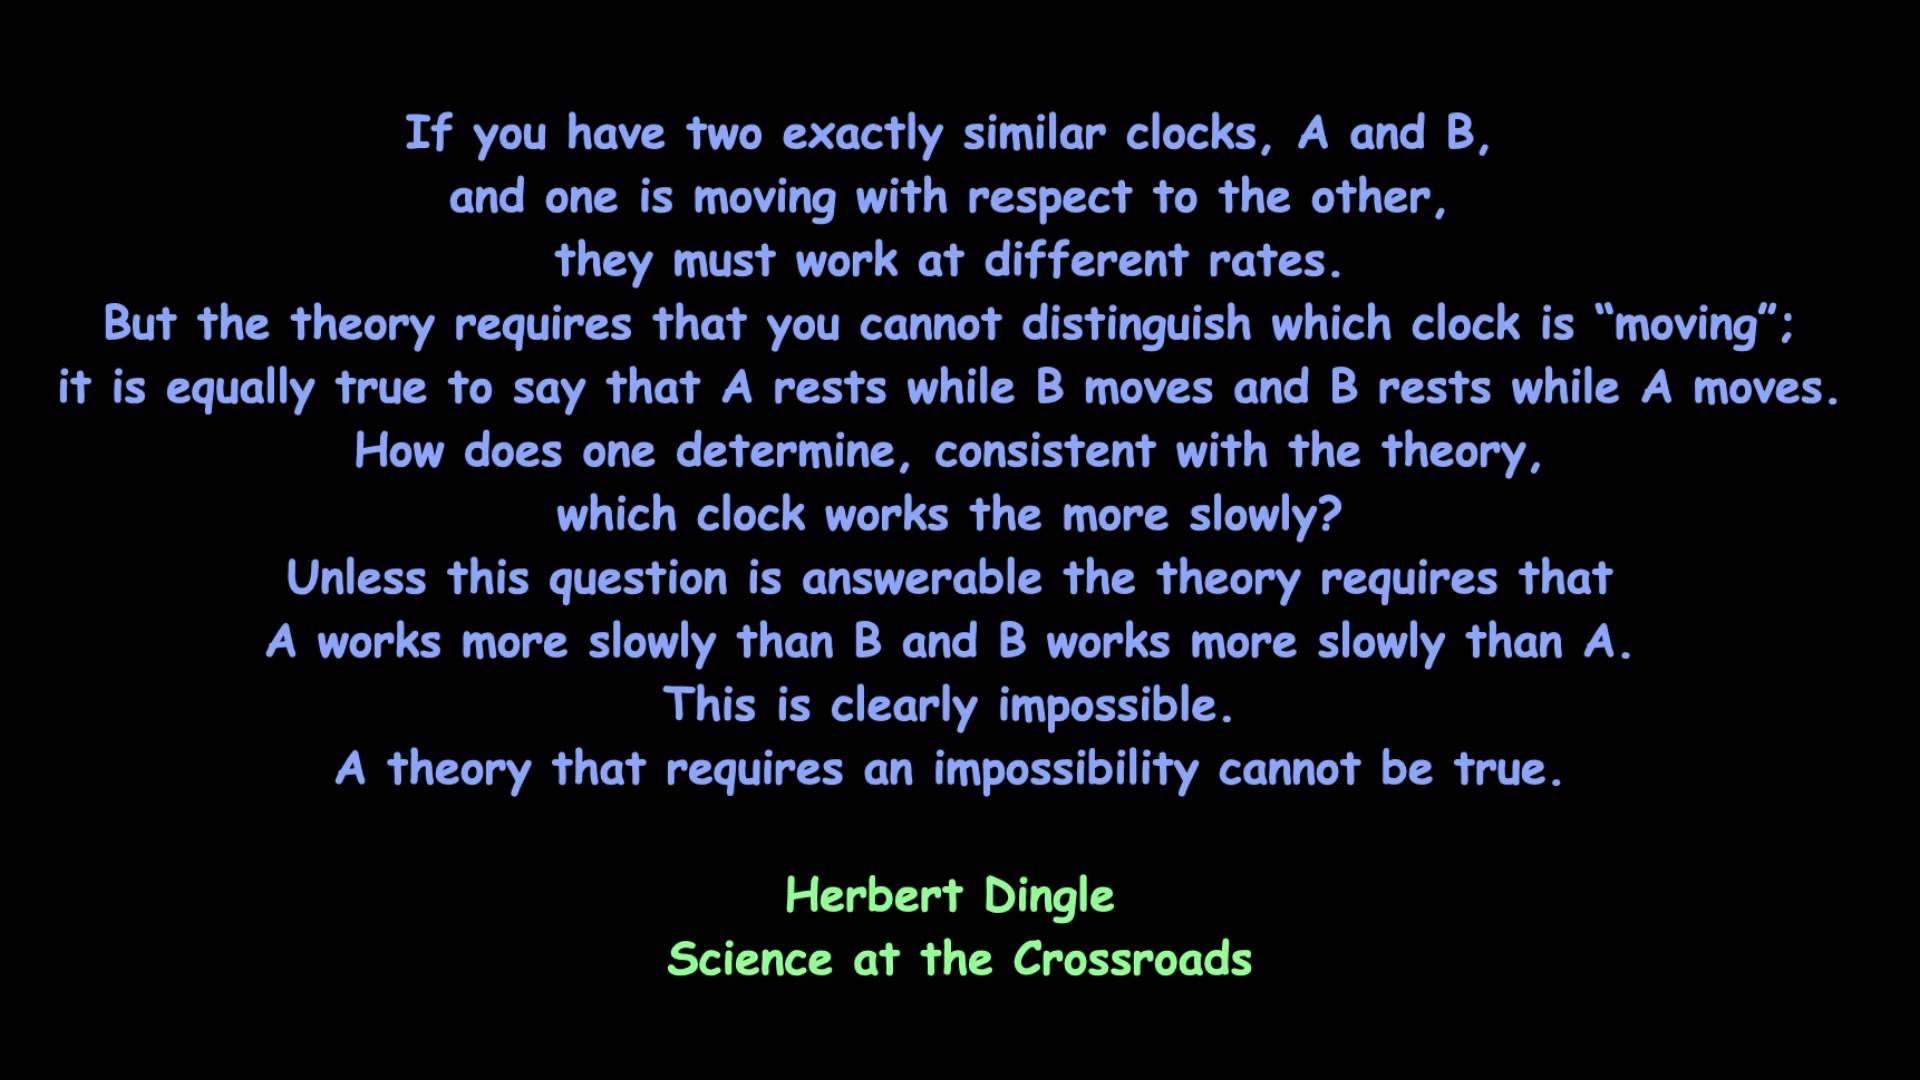 If you have two exactly similar clocks, A and B,
and one is moving with respect to the other,
they must work at different rates.
But the theory requires that you cannot distinguish which clock is “moving”;
it is equally true to say that A rests while B moves and B rests while A moves.
How does one determine, consistent with the theory,
which clock works the more slowly?
Unless this question is answerable the theory requires that
A works more slowly than B and B works more slowly than A.
This is clearly impossible.
A theory that requires an impossibility cannot be true.
Herbert Dingle
Science at the Crossroads